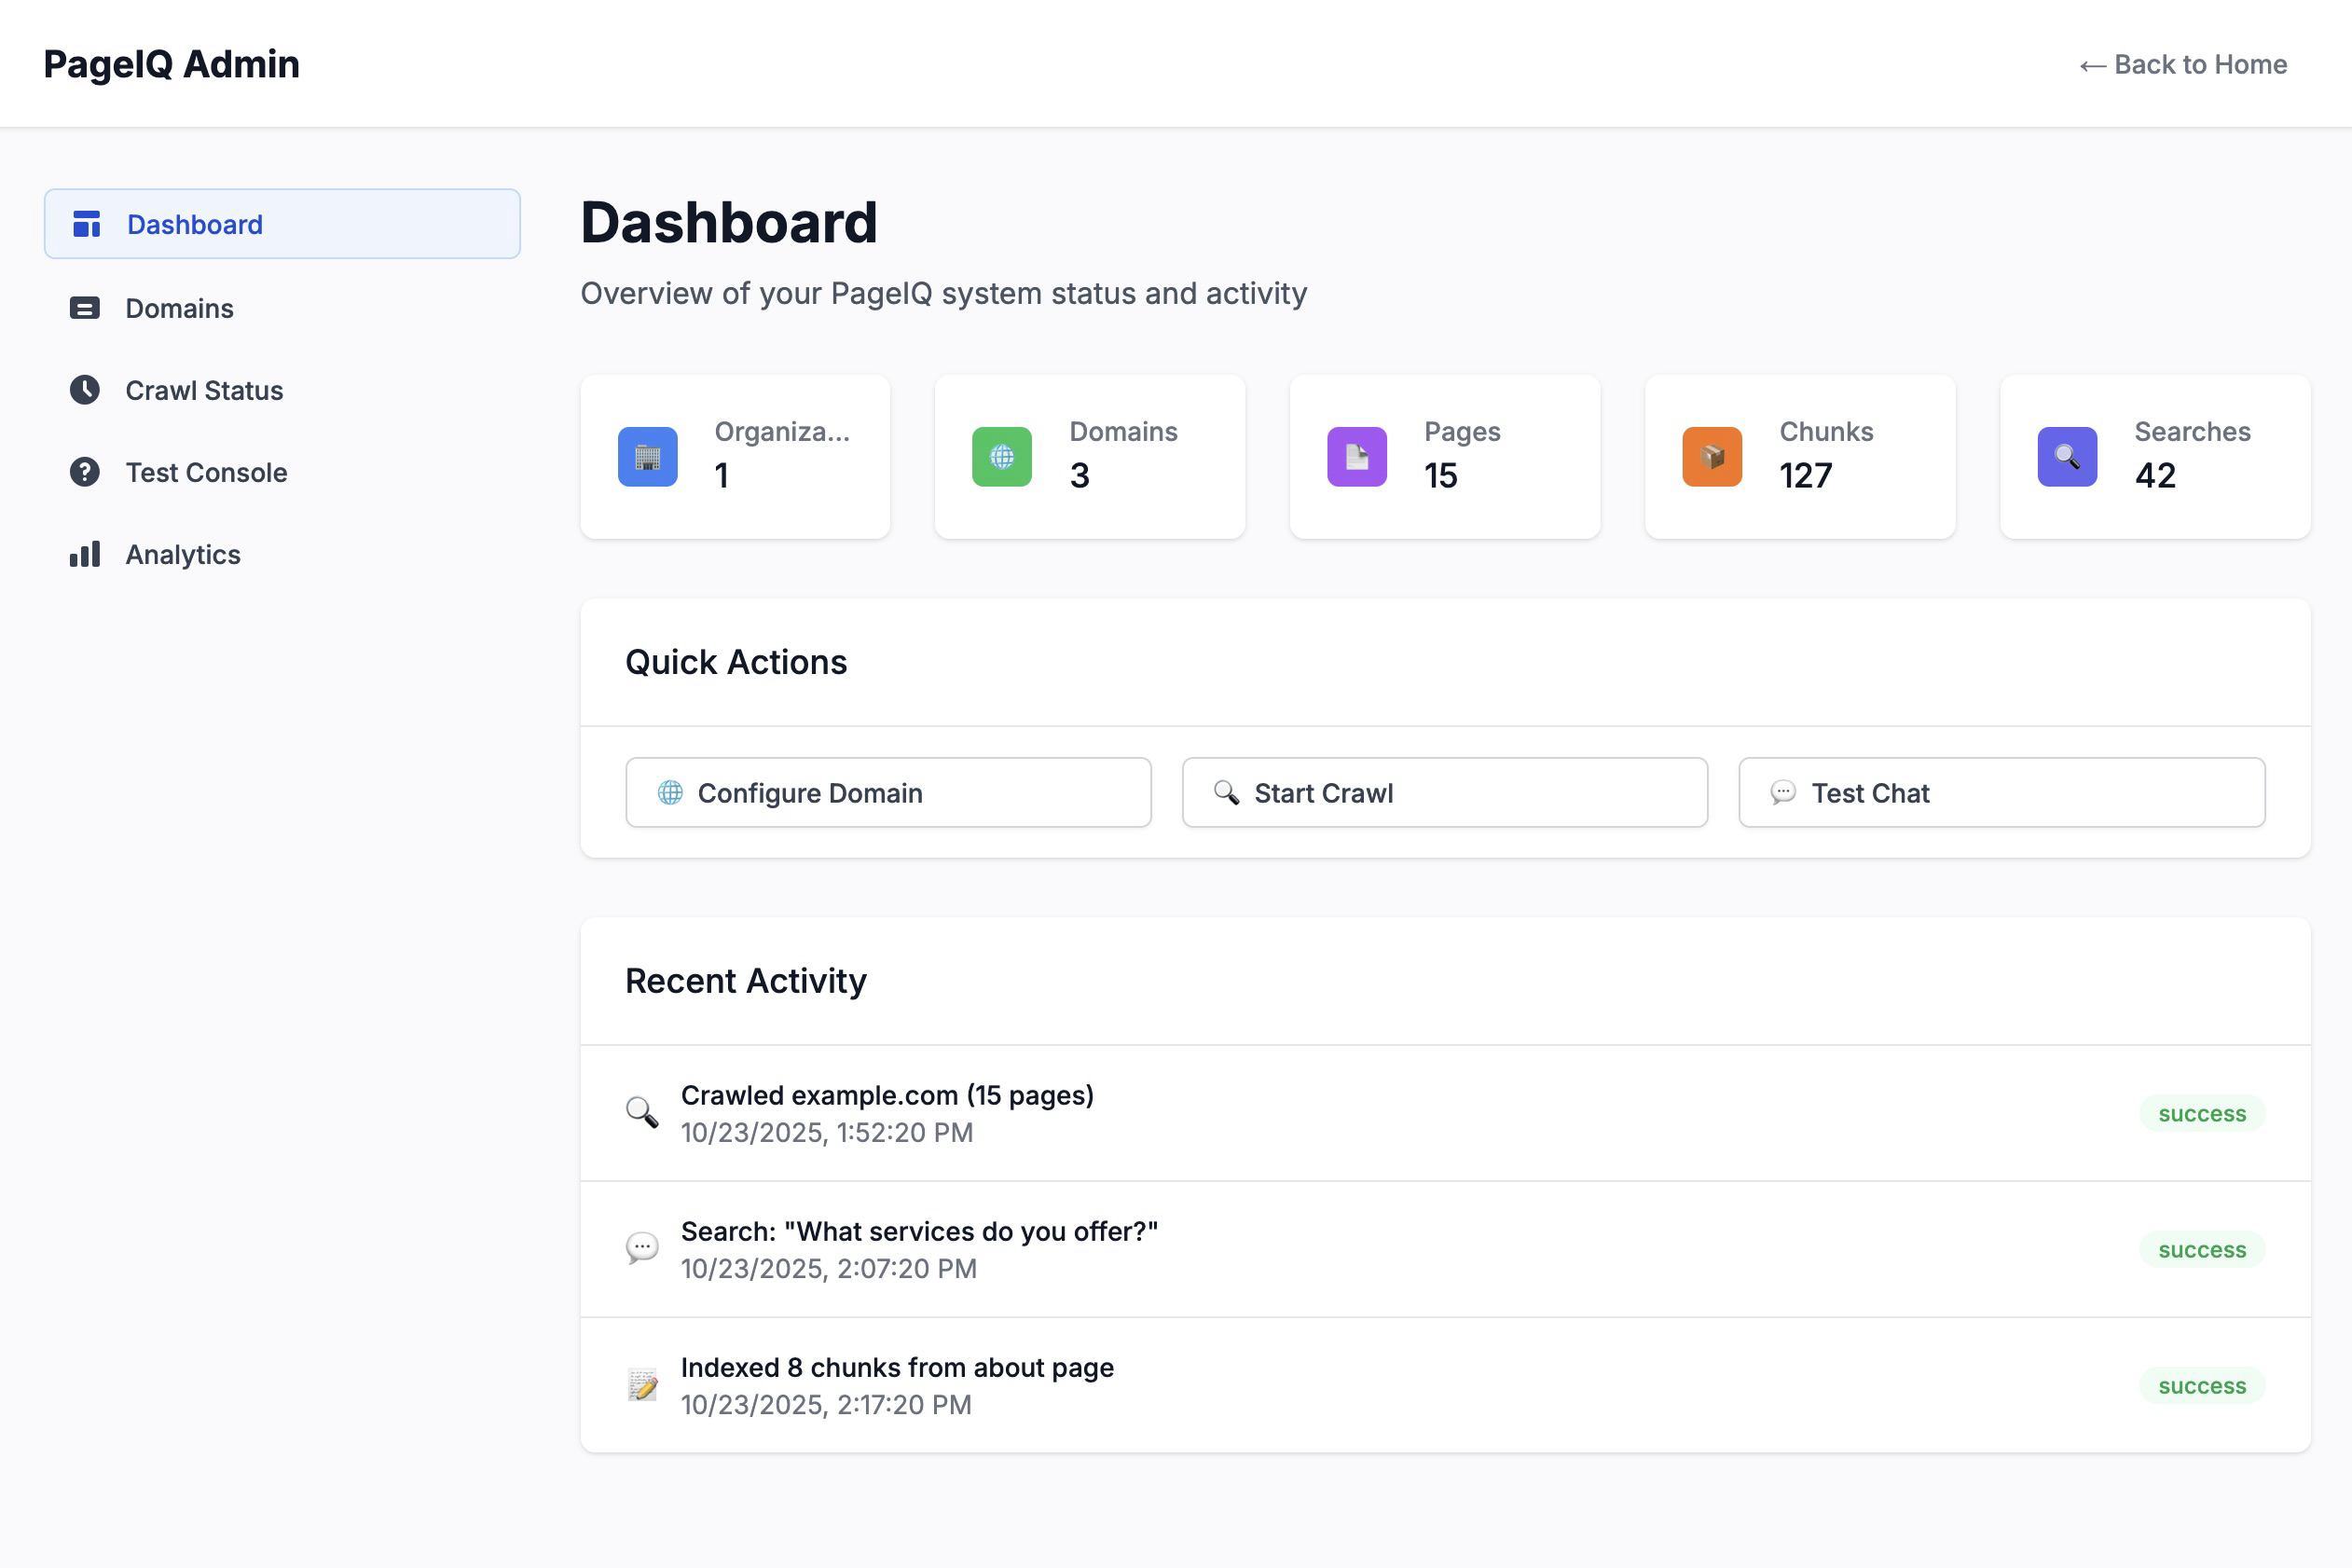 PageIQ Admin
← Back to Home
Dashboard
Domains
Crawl Status
Test Console
Analytics
Dashboard
Overview of your PageIQ system status and activity
Organiza...
1
Domains
3
Pages
15
Chunks
127
Searches
42
Quick Actions
Configure Domain
Start Crawl
Test Chat
Recent Activity
Crawled example.com (15 pages)
10/23/2025, 1:52:20 PM
success
Search: "What services do you offer?"
10/23/2025, 2:07:20 PM
success
Indexed 8 chunks from about page
10/23/2025, 2:17:20 PM
success